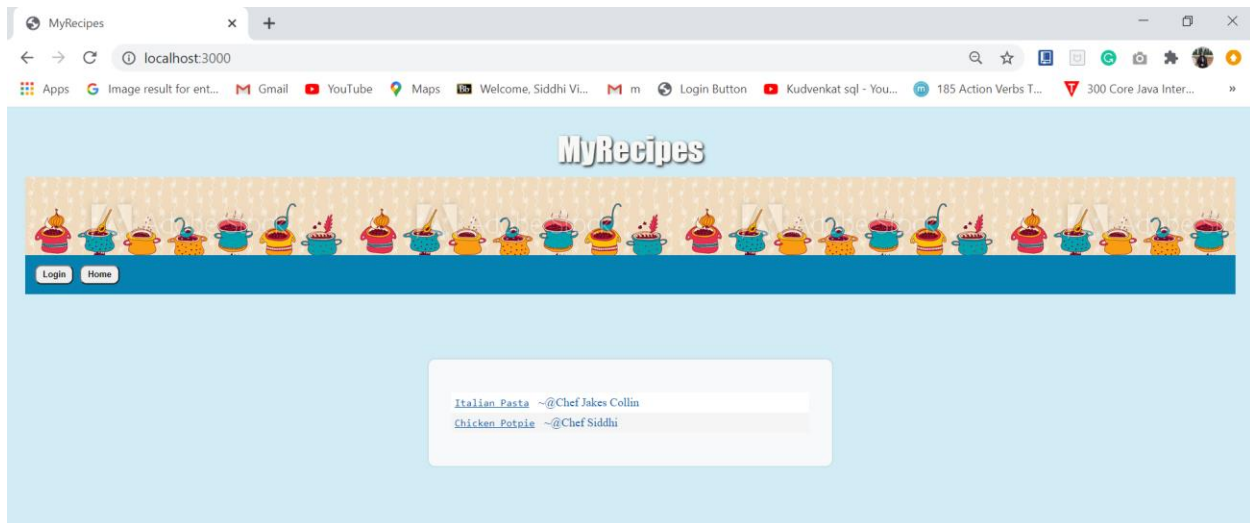 MyRecipes
localhost:3000
Apps Image result for ent... Gmail YouTube Maps Welcome, Siddhi Vi... m Login Button Kudvenkat sql - You... 185 Action Verbs T... 300 Core Java Inter... »
MyRecipes
Login Home
Italian Pasta ~@Chef Jakes Collin
Chicken Potpie ~@Chef Siddhi